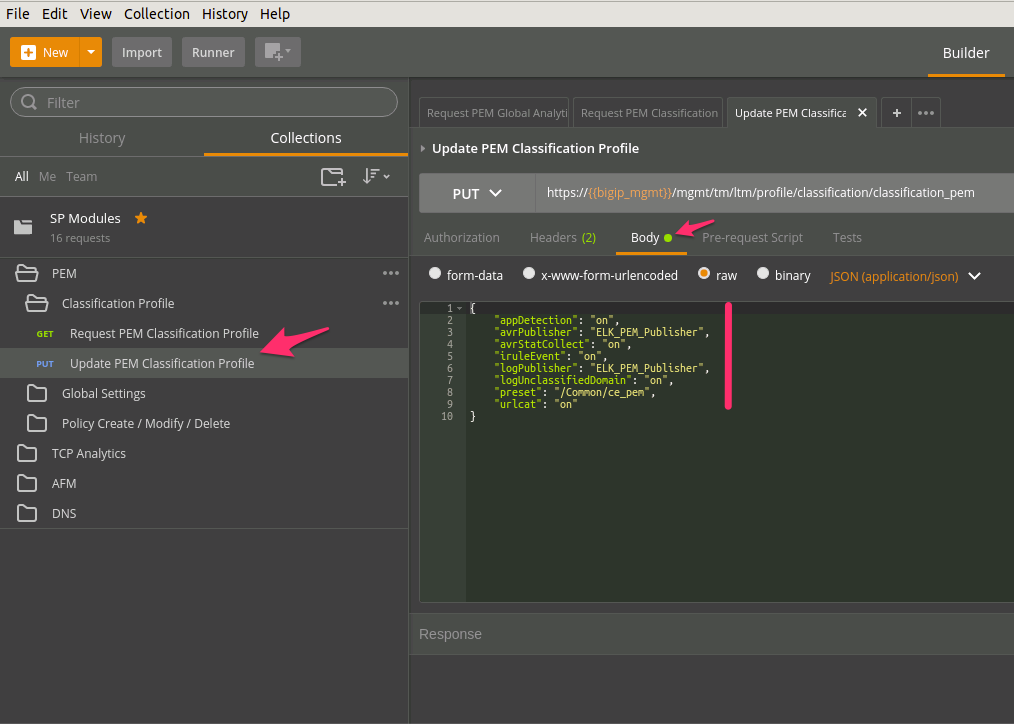 File Edit View Collection History Help
New Import Runner Builder
Filter
History Collections
All Me Team
SP Modules
16 requests
PEM
Classification Profile
GET Request PEM Classification Profile
PUT Update PEM Classification Profile
Global Settings
Policy Create / Modify / Delete
TCP Analytics
AFM
DNS
Request PEM Global Analyti Request PEM Classification Update PEM Classifica
Update PEM Classification Profile
PUT https://{{bigip_mgmt}}/mgmt/tm/ltm/profile/classification/classification_pem
Authorization Headers (2) Body Pre-request Script Tests
form-data x-www-form-urlencoded raw binary JSON (application/json)
1 {
2 "appDetection": "on",
3 "avrPublisher": "ELK_PEM_Publisher",
4 "avrStatCollect": "on",
5 "iruleEvent": "on",
6 "logPublisher": "ELK_PEM_Publisher",
7 "logUnclassifiedDomain": "on",
8 "preset": "/Common/ce_pem",
9 "urlcat": "on"
10 }
Response